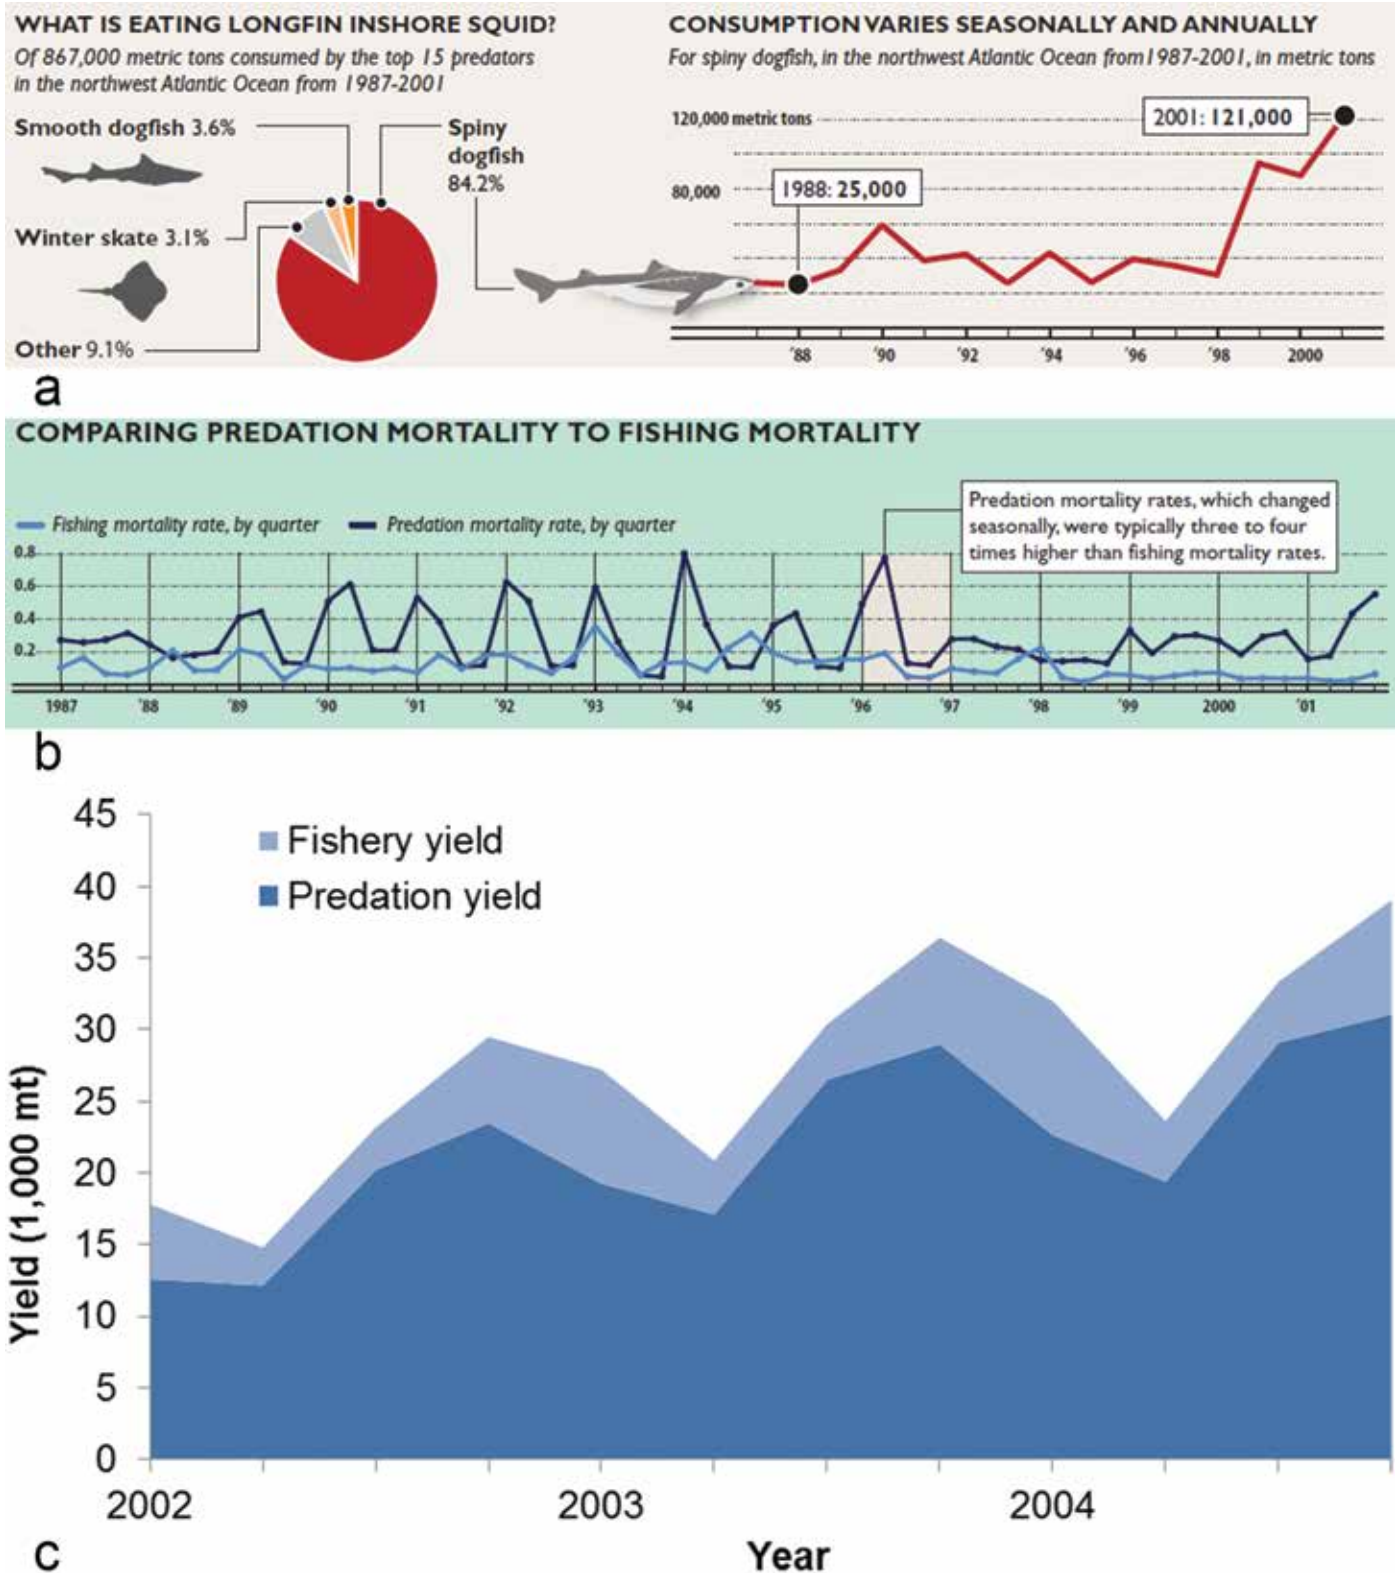 WHAT IS EATING LONGFIN INSHORE SQUID?
Of 867,000 metric tons consumed by the top 15 predators
in the northwest Atlantic Ocean from 1987-2001
Smooth dogfish 3.6%
Spiny
dogfish
84.2%
Winter skate 3.1%
Other 9.1%
CONSUMPTION VARIES SEASONALLY AND ANNUALLY
For spiny dogfish, in the northwest Atlantic Ocean from 1987-2001, in metric tons
120,000 metric tons
2001: 121,000
80,000
1988: 25,000
'88 '90 '92 '94 '96 '98 2000
a
COMPARING PREDATION MORTALITY TO FISHING MORTALITY
Fishing mortality rate, by quarter
Predation mortality rate, by quarter
Predation mortality rates, which changed
seasonally, were typically three to four
times higher than fishing mortality rates.
0.8
0.6
0.4
0.2
1987 '88 '89 '90 '91 '92 '93 '94 '95 '96 '97 '98 '99 2000 '01
b
45
40
35
30
25
20
15
10
5
0
Fishery yield
Predation yield
Yield (1,000 mt)
2002 2003 2004
Year
c